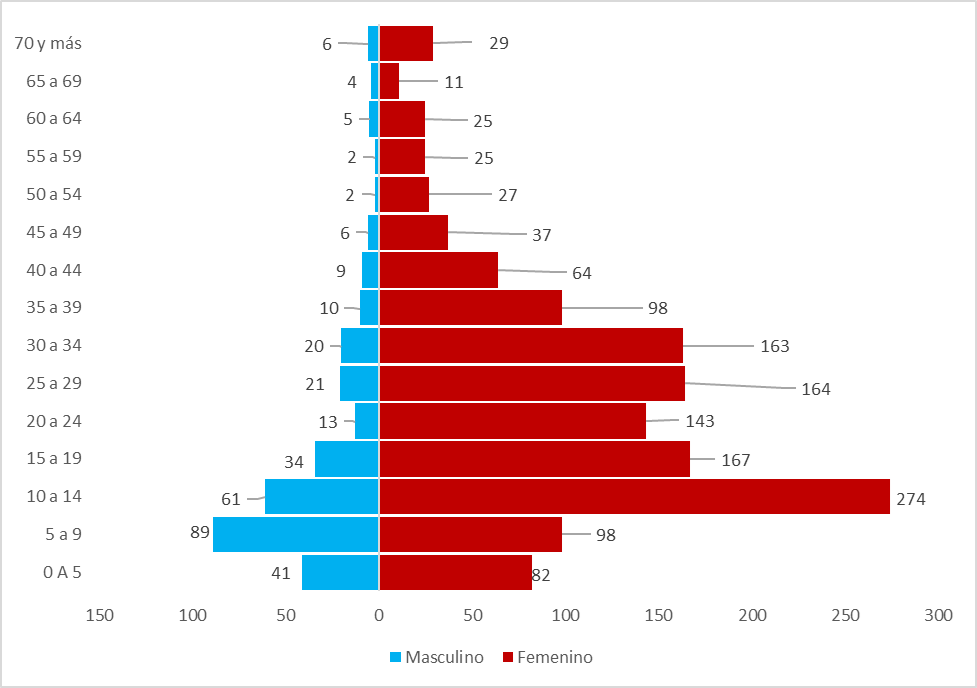 70 y más 6 29
65 a 69 4 11
60 a 64 5 25
55 a 59 2 25
50 a 54 2 27
45 a 49 6 37
40 a 44 9 64
35 a 39 10 98
30 a 34 20 163
25 a 29 21 164
20 a 24 13 143
15 a 19 34 167
10 a 14 61 274
5 a 9 89 98
0 A 5 41 82
150 100 50 0 50 100 150 200 250 300
Masculino Femenino